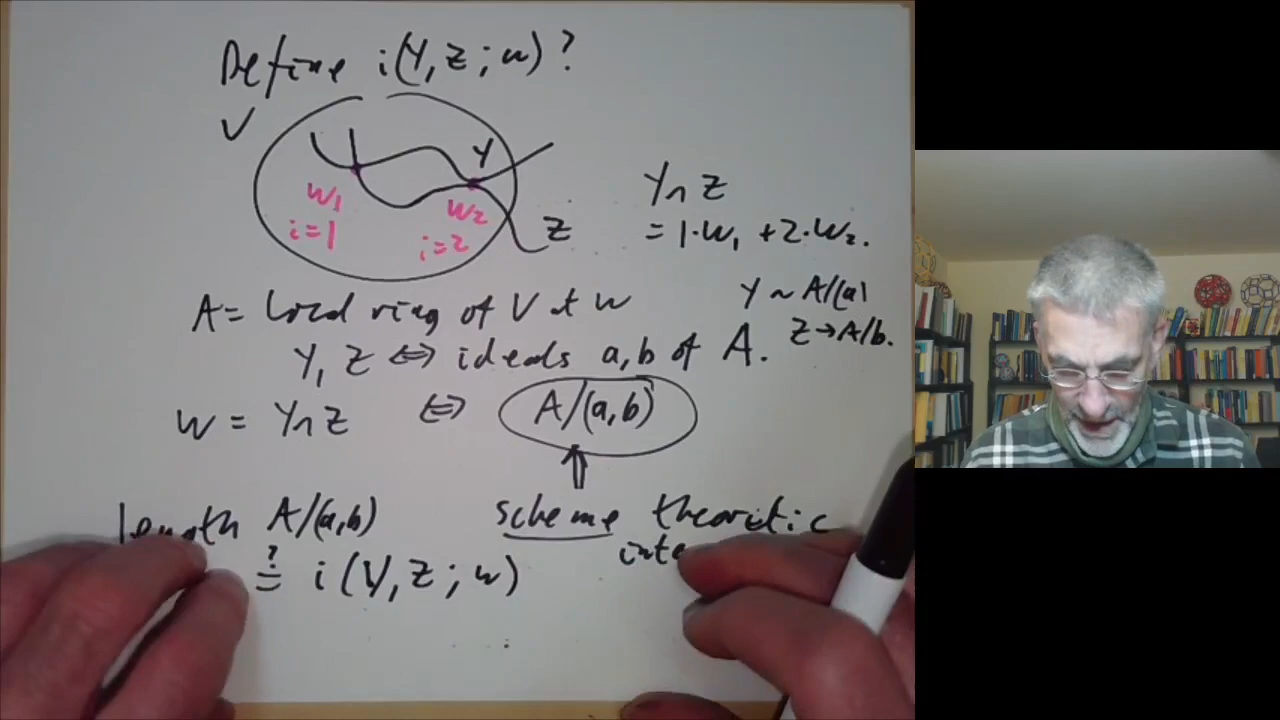 Define i(Y, Z; W)?
V
Y
W1
i=1
W2
i=2
Z
Y∩Z
= 1·W1 + 2·W2.
A = Local ring of V at W
Y ~ A/(a)
Z → A/b.
Y, Z ⇔ ideals a, b of A.
W = Y∩Z ⇔ A/(a,b)
⇑
length A/(a,b)
scheme theoretic
?
= i(Y, Z; W)